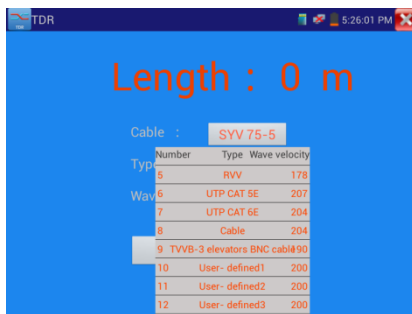 TDR 5:26:01 PM
Length : 0 m
Cable : SYV 75-5
Typ
Wav
Number Type Wave velocity
5 RVV 178
6 UTP CAT 5E 207
7 UTP CAT 6E 204
8 Cable 204
9 TVVB-3 elevators BNC cable 190
10 User- defined1 200
11 User- defined2 200
12 User- defined3 200